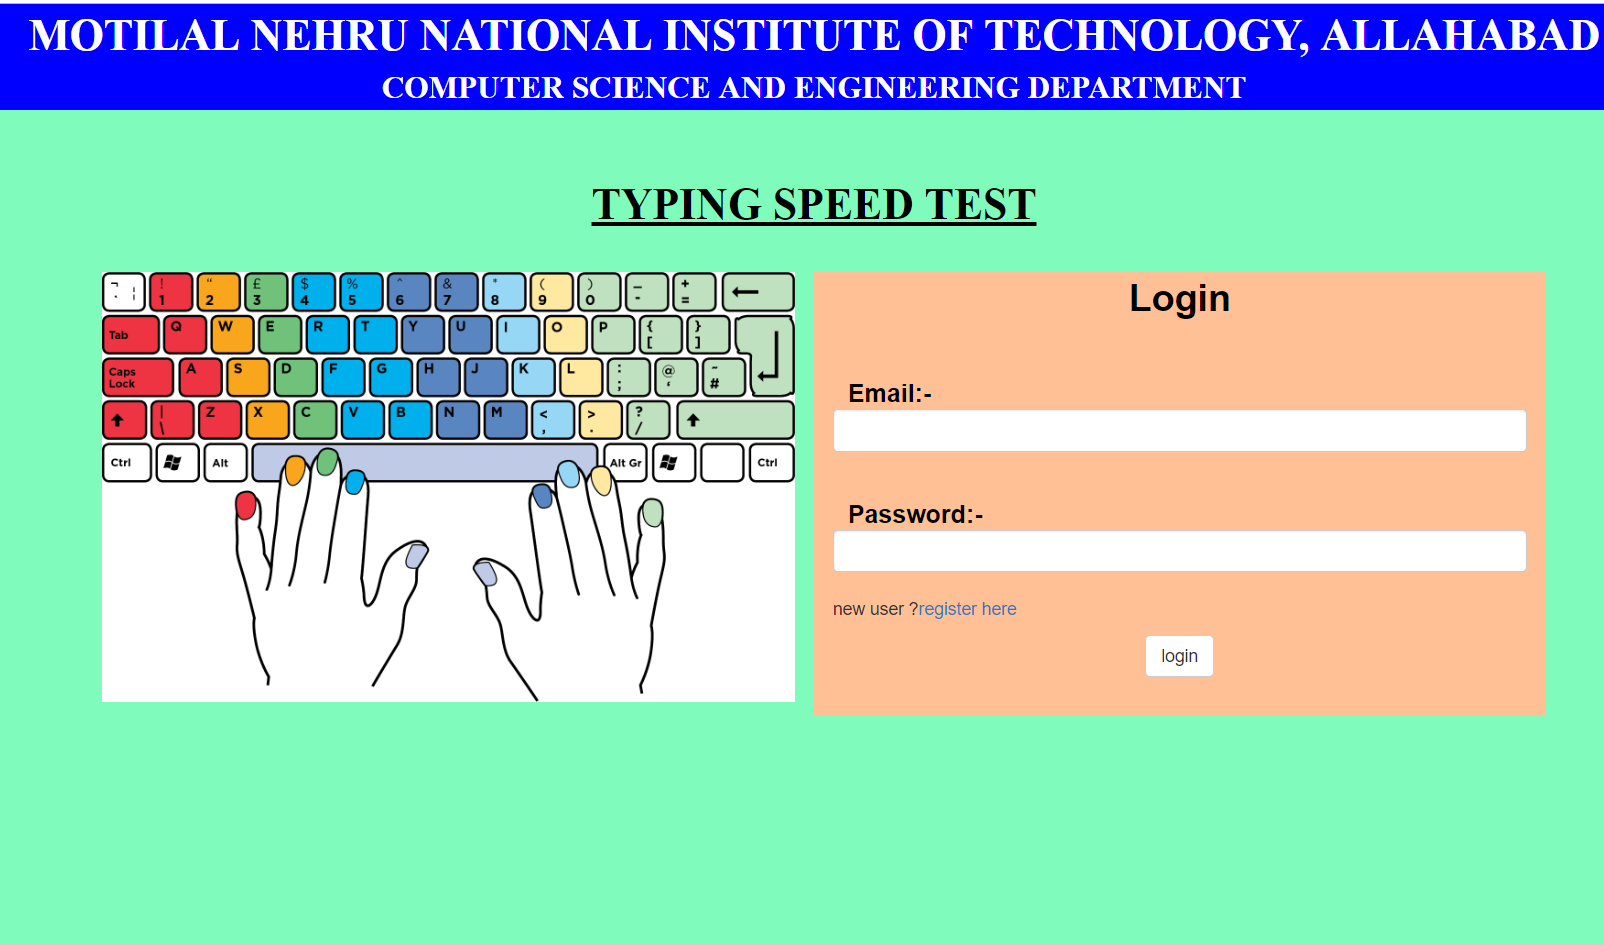 MOTILAL NEHRU NATIONAL INSTITUTE OF TECHNOLOGY, ALLAHABAD
COMPUTER SCIENCE AND ENGINEERING DEPARTMENT
TYPING SPEED TEST
¬ ¦ ! " £ $ % ^ & * ( ) _ +
` 1 2 3 4 5 6 7 8 9 0 - =
Tab Q W E R T Y U I O P { }
[ ]
Caps Lock A S D F G H J K L : @ ~
; ' #
| Z X C V B N M < > ?
\ , . /
Ctrl Alt Alt Gr Ctrl
Login
Email:-
Password:-
new user ?register here
login